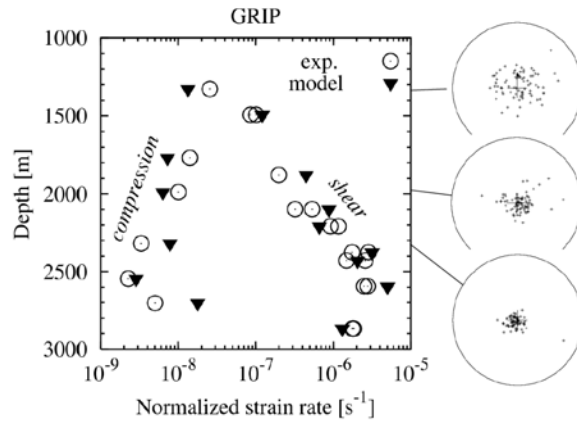 GRIP
1000
1500
2000
2500
3000
Depth [m]
exp.
model
compression
shear
10⁻⁹ 10⁻⁸ 10⁻⁷ 10⁻⁶ 10⁻⁵
Normalized strain rate [s⁻¹]